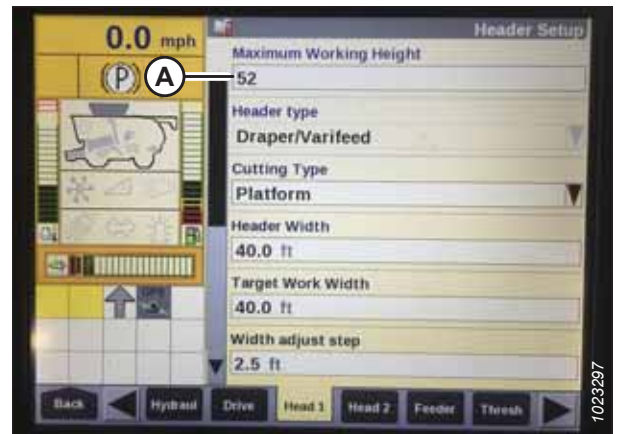 0.0 mph
Header Setup
(P)
A
Maximum Working Height
52
Header type
Draper/Varifeed
Cutting Type
Platform
Header Width
40.0 ft
Target Work Width
40.0 ft
Width adjust step
2.5 ft
Back
Hydraul
Drive
Head 1
Head 2
Feeder
Thresh
1023297